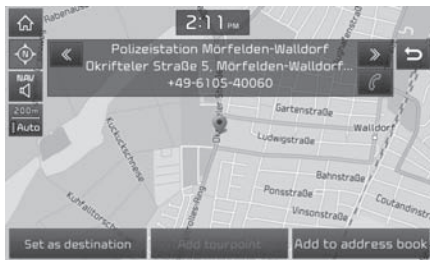 2:11 PM
Polizeistation Mörfelden-Walldorf
Okrifteler Straße 5, Mörfelden-Walldorf...
+49-6105-40060
NAV
200m
Auto
Gartenstraße
Walldorf
Ludwigstraße
Kuckuckschneise
Bahnstraße
Ponsstraße
Coutandinstr
Vinsonstraße
Set as destination
Add tourpoint
Add to address book